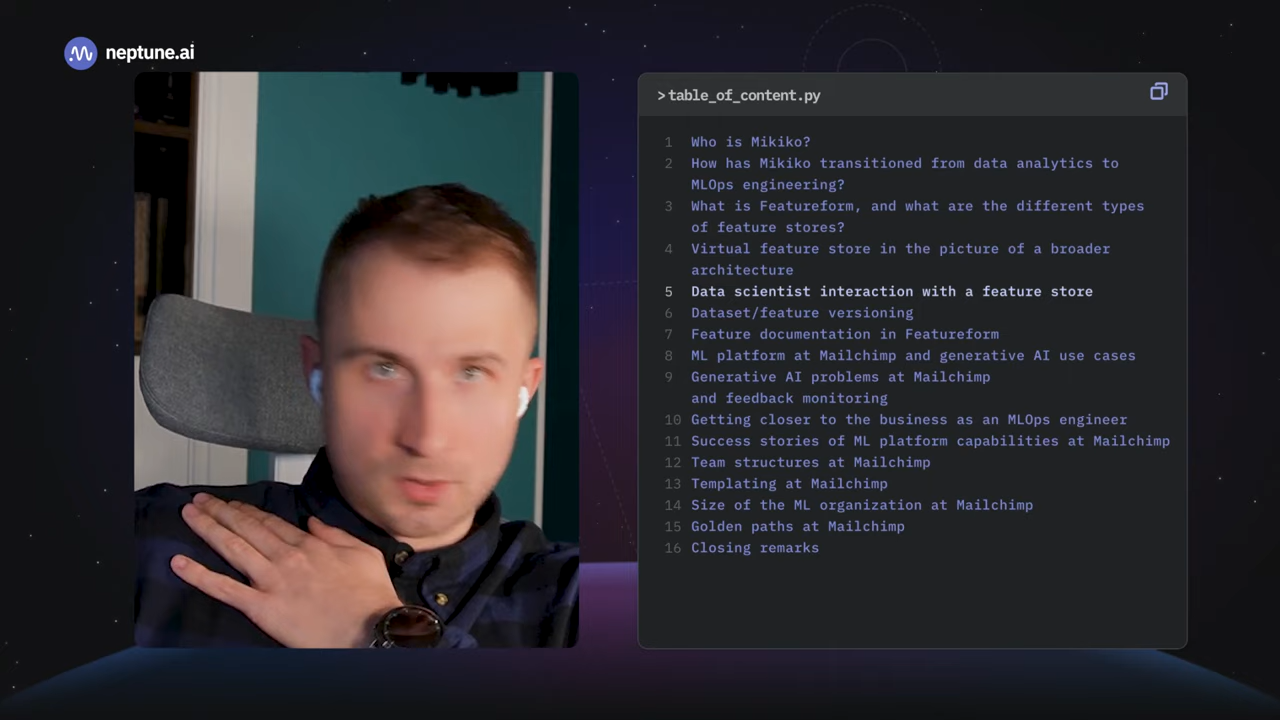 neptune.ai
>table_of_content.py
1 Who is Mikiko?
2 How has Mikiko transitioned from data analytics to
MLOps engineering?
3 What is Featureform, and what are the different types
of feature stores?
4 Virtual feature store in the picture of a broader
architecture
5 Data scientist interaction with a feature store
6 Dataset/feature versioning
7 Feature documentation in Featureform
8 ML platform at Mailchimp and generative AI use cases
9 Generative AI problems at Mailchimp
and feedback monitoring
10 Getting closer to the business as an MLOps engineer
11 Success stories of ML platform capabilities at Mailchimp
12 Team structures at Mailchimp
13 Templating at Mailchimp
14 Size of the ML organization at Mailchimp
15 Golden paths at Mailchimp
16 Closing remarks